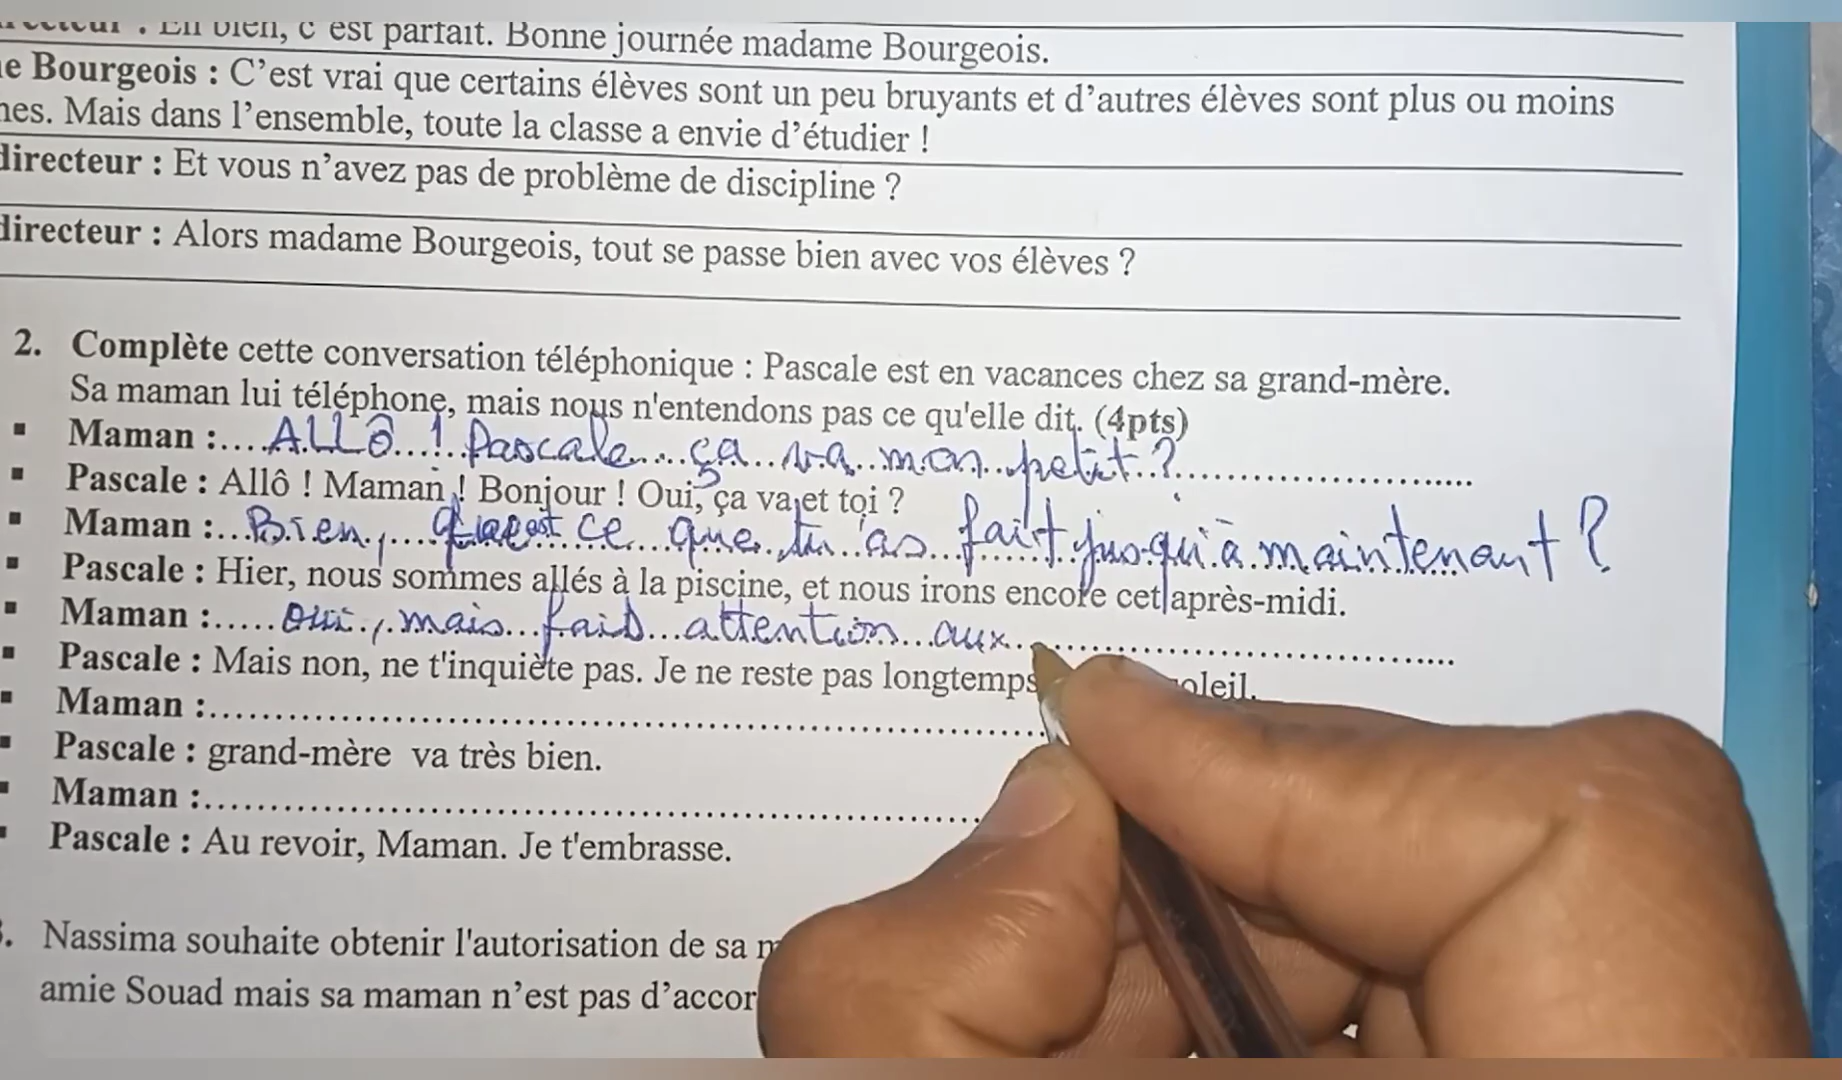 : En bien, c'est parfait. Bonne journée madame Bourgeois.
e Bourgeois : C'est vrai que certains élèves sont un peu bruyants et d'autres élèves sont plus ou moins
nes. Mais dans l'ensemble, toute la classe a envie d'étudier !
directeur : Et vous n'avez pas de problème de discipline ?
directeur : Alors madame Bourgeois, tout se passe bien avec vos élèves ?
2. Complète cette conversation téléphonique : Pascale est en vacances chez sa grand-mère.
Sa maman lui téléphone, mais nous n'entendons pas ce qu'elle dit. (4pts)
▪ Maman :....ALLÔ...!..Pascale....ça..va..mon..petit..?........................
▪ Pascale : Allô ! Maman ! Bonjour ! Oui, ça va et toi ?
▪ Maman :...Bien,....qu'est ce que tu as fait jusqu'à maintenant ?
▪ Pascale : Hier, nous sommes allés à la piscine, et nous irons encore cet après-midi.
▪ Maman :.....oui.,.mais...fais...attention...aux..................................
▪ Pascale : Mais non, ne t'inquiète pas. Je ne reste pas longtemps oleil.
▪ Maman :................................................................
▪ Pascale : grand-mère va très bien.
▪ Maman :............................................................
▪ Pascale : Au revoir, Maman. Je t'embrasse.
. Nassima souhaite obtenir l'autorisation de sa
amie Souad mais sa maman n'est pas d'accor